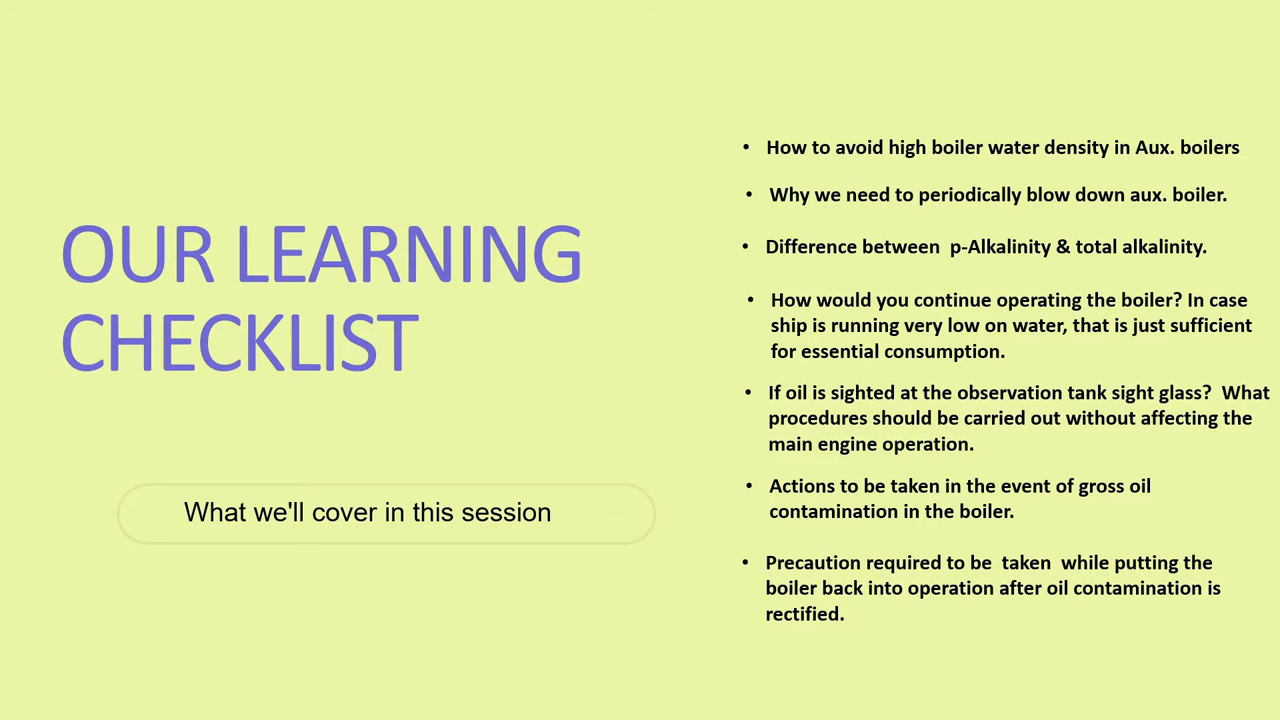 OUR LEARNING
CHECKLIST
What we'll cover in this session
• How to avoid high boiler water density in Aux. boilers
• Why we need to periodically blow down aux. boiler.
• Difference between  p-Alkalinity & total alkalinity.
• How would you continue operating the boiler? In case
ship is running very low on water, that is just sufficient
for essential consumption.
• If oil is sighted at the observation tank sight glass?  What
procedures should be carried out without affecting the
main engine operation.
• Actions to be taken in the event of gross oil
contamination in the boiler.
• Precaution required to be  taken  while putting the
boiler back into operation after oil contamination is
rectified.